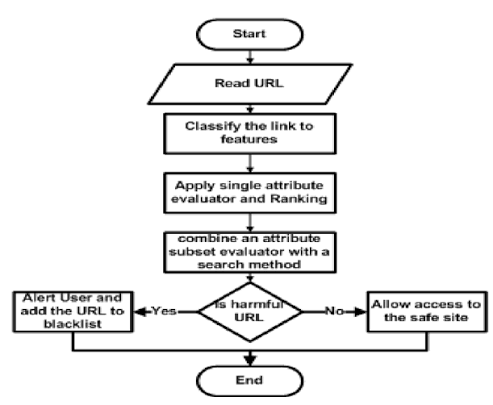 Start
Read URL
Classify the link to
features
Apply single attribute
evaluator and Ranking
combine an attribute
subset evaluator with a
search method
Is harmful
URL
Yes
No
Alert User and
add the URL to
blacklist
Allow access to
the safe site
End